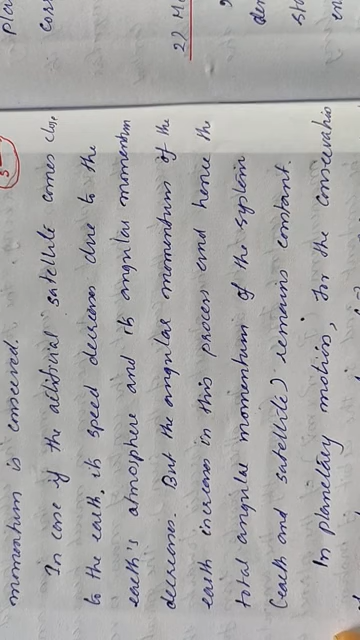 momentum is conserved.
In case if the artificial satellite comes close
to the earth, its speed decreases due to the
earth's atmosphere and its angular momentum
decreases. But the angular momentum of the
earth increases in this process and hence the
total angular momentum of the system
(earth and satellite) remains constant.
In planetary motion, for the conservatio